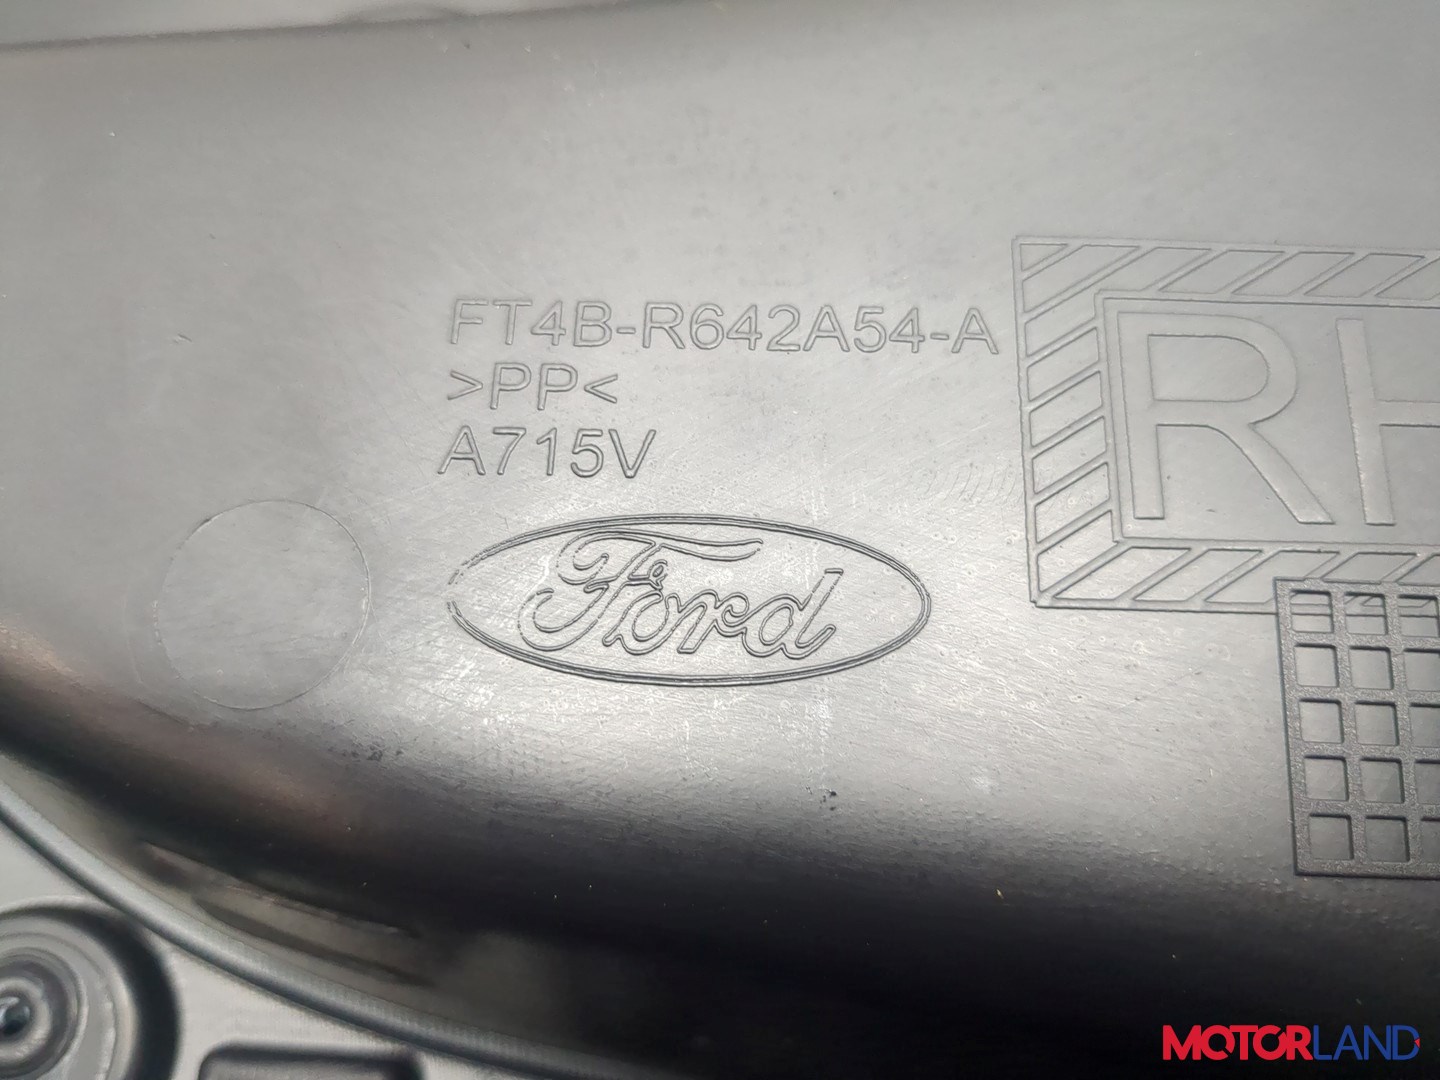 FT4B-R642A54-A
>PP<
A715V
Ford
RH
MOTORLAND